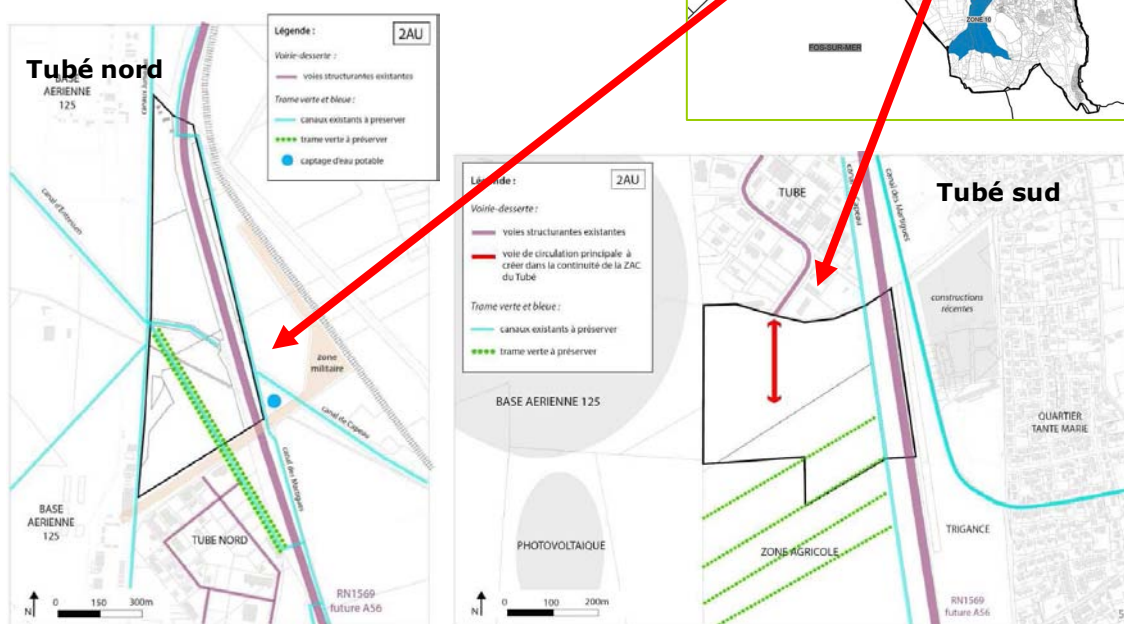 Tubé nord
BASE
AERIENNE
125
Légende :
2AU
Voirie-desserte :
voies structurantes existantes
Trame verte et bleue :
canaux existants à préserver
trame verte à préserver
captage d'eau potable
canal d'Entressen
zone
militaire
canal de Capeau
canal des Martigues
BASE
AERIENNE
125
TUBE NORD
RN1569
future A56
N
0 150 300m
ZONE 10
FOS-SUR-MER
Tubé sud
Légende :
2AU
Voirie-desserte :
voies structurantes existantes
voie de circulation principale à
créer dans la continuité de la ZAC
du Tubé
Trame verte et bleue :
canaux existants à préserver
trame verte à préserver
TUBE
canal des Martigues
constructions
récentes
BASE AERIENNE 125
QUARTIER
TANTE MARIE
PHOTOVOLTAIQUE
ZONE AGRICOLE
TRIGANCE
RN1569
future A56
N
0 100 200m
5